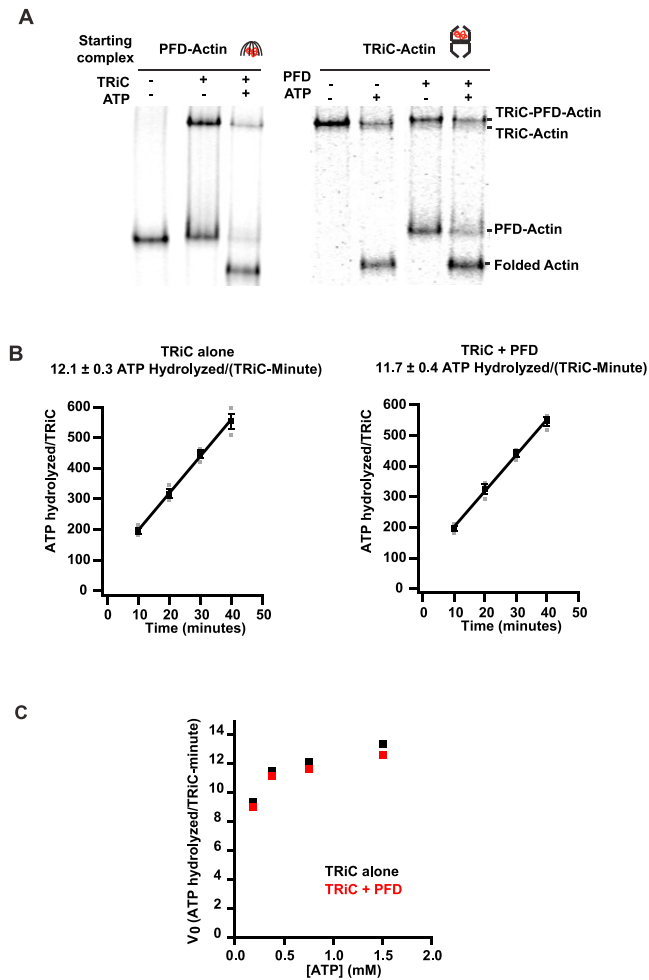 A
Starting complex
PFD-Actin
TRiC - + +
ATP - - +
TRiC-Actin
PFD - - + +
ATP - + - +
TRiC-PFD-Actin
TRiC-Actin
PFD-Actin
Folded Actin
B
TRiC alone
12.1 ± 0.3 ATP Hydrolyzed/(TRiC-Minute)
ATP hydrolyzed/TRiC
600
500
400
300
200
100
0
0 10 20 30 40 50
Time (minutes)
TRiC + PFD
11.7 ± 0.4 ATP Hydrolyzed/(TRiC-Minute)
ATP hydrolyzed/TRiC
600
500
400
300
200
100
0
0 10 20 30 40 50
Time (minutes)
C
V0 (ATP hydrolyzed/TRiC-minute)
14
12
10
8
6
4
2
0
0.0 0.5 1.0 1.5 2.0
[ATP] (mM)
TRiC alone
TRiC + PFD